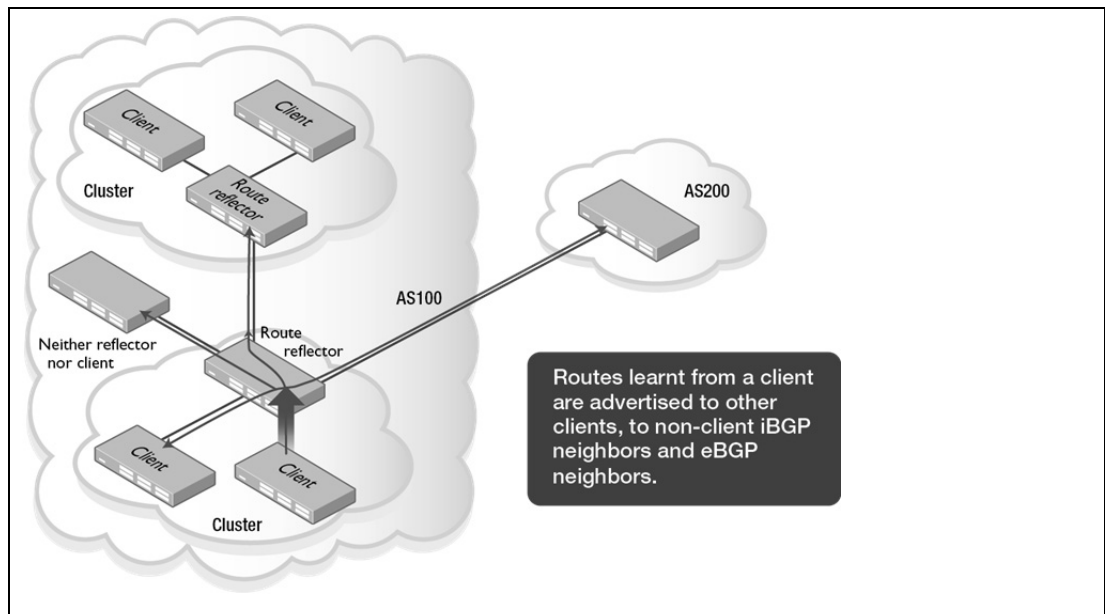 Client
Client
Route
reflector
Cluster
AS200
AS100
Neither reflector
nor client
Route
reflector
Client
Client
Cluster
Routes learnt from a client
are advertised to other
clients, to non-client iBGP
neighbors and eBGP
neighbors.